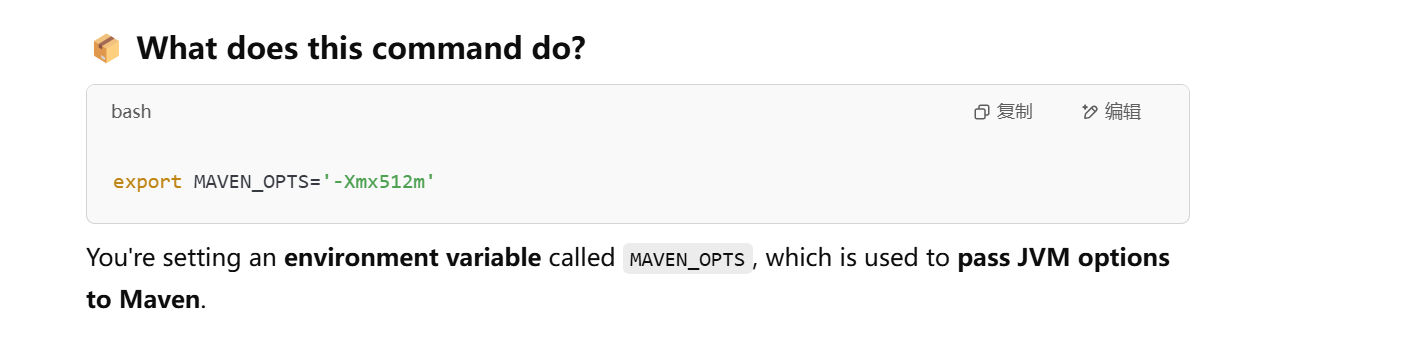 📦 What does this command do?
bash 复制 编辑
export MAVEN_OPTS='-Xmx512m'
You're setting an environment variable called MAVEN_OPTS, which is used to pass JVM options
to Maven.